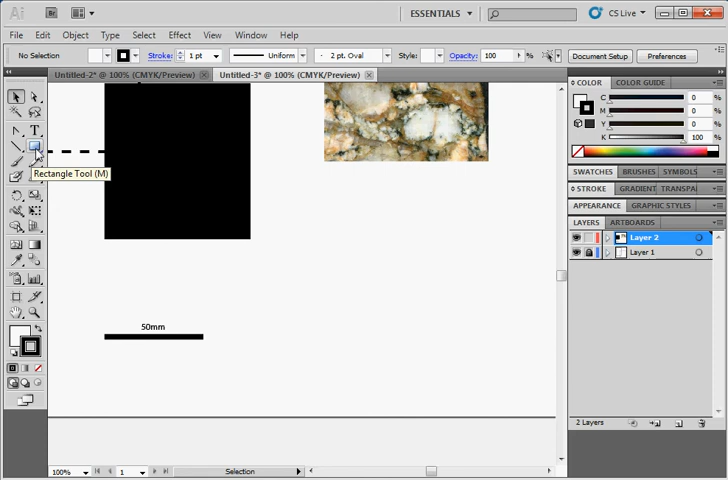 Ai Br ESSENTIALS CS Live
File Edit Object Type Select Effect View Window Help
No Selection Stroke: 1 pt Uniform 2 pt. Oval Style: Opacity: 100 % Document Setup Preferences
Untitled-2* @ 100% (CMYK/Preview) Untitled-3* @ 100% (CMYK/Preview)
COLOR COLOR GUIDE
C 0 %
M 0 %
Y 0 %
K 100 %
T
Rectangle Tool (M)
SWATCHES BRUSHES SYMBOLS
STROKE GRADIENT TRANSPA
APPEARANCE GRAPHIC STYLES
LAYERS ARTBOARDS
Layer 2
Layer 1
50mm
2 Layers
100% 1 Selection